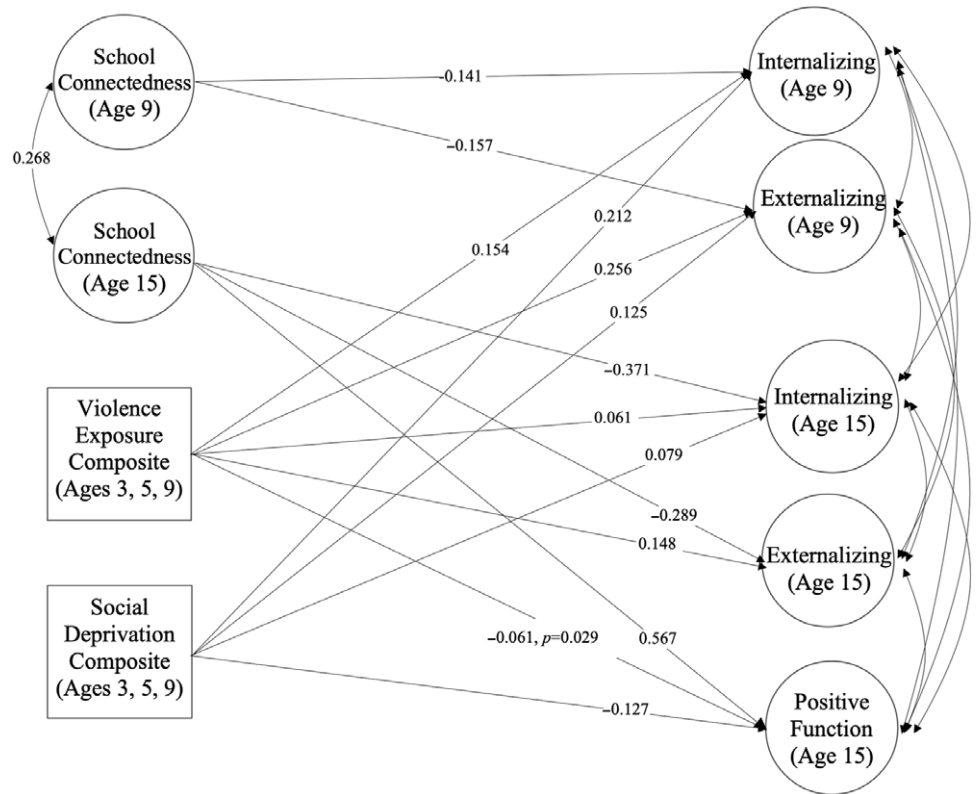 School
Connectedness
(Age 9)
0.268
School
Connectedness
(Age 15)
Violence
Exposure
Composite
(Ages 3, 5, 9)
Social
Deprivation
Composite
(Ages 3, 5, 9)
−0.141
−0.157
0.212
0.154
0.256
0.125
−0.371
0.061
0.079
−0.289
0.148
−0.061, p=0.029
0.567
−0.127
Internalizing
(Age 9)
Externalizing
(Age 9)
Internalizing
(Age 15)
Externalizing
(Age 15)
Positive
Function
(Age 15)